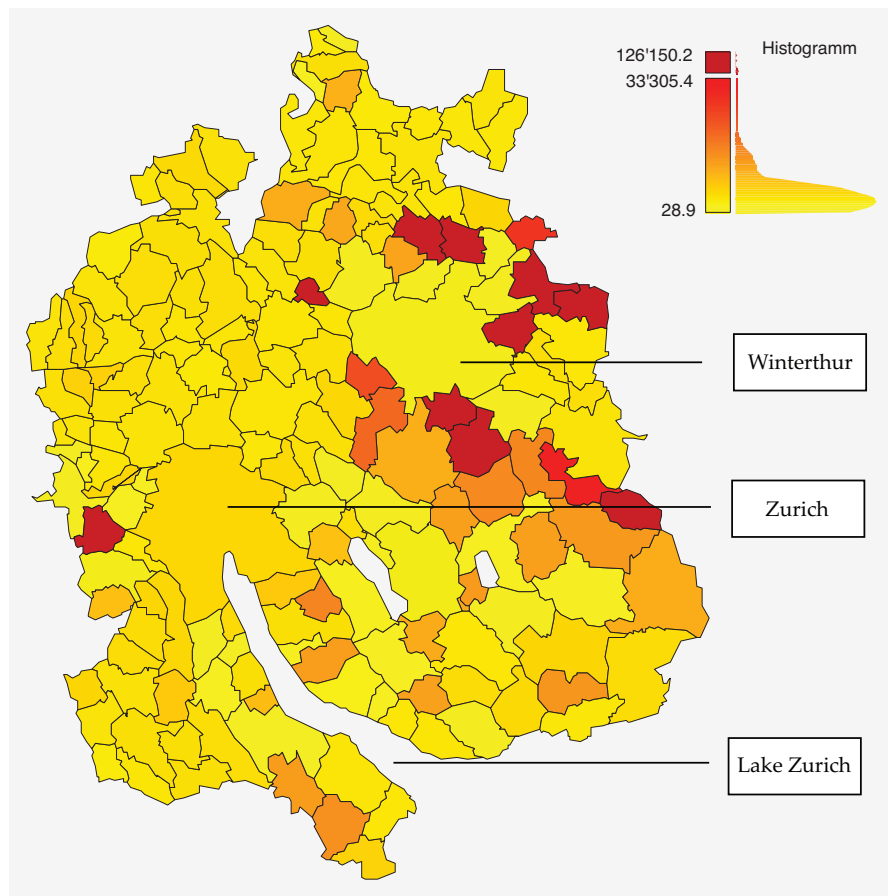 126'150.2
Histogramm
33'305.4
28.9
Winterthur
Zurich
Lake Zurich